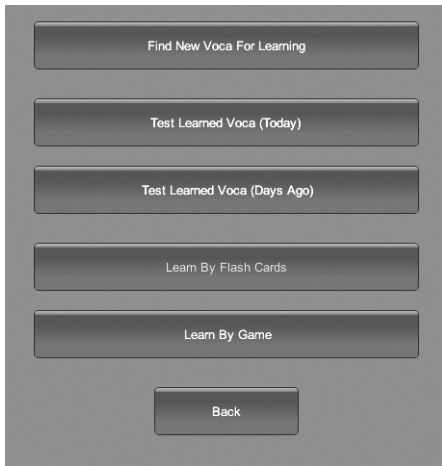 Find New Voca For Learning
Test Learned Voca (Today)
Test Learned Voca (Days Ago)
Learn By Flash Cards
Learn By Game
Back